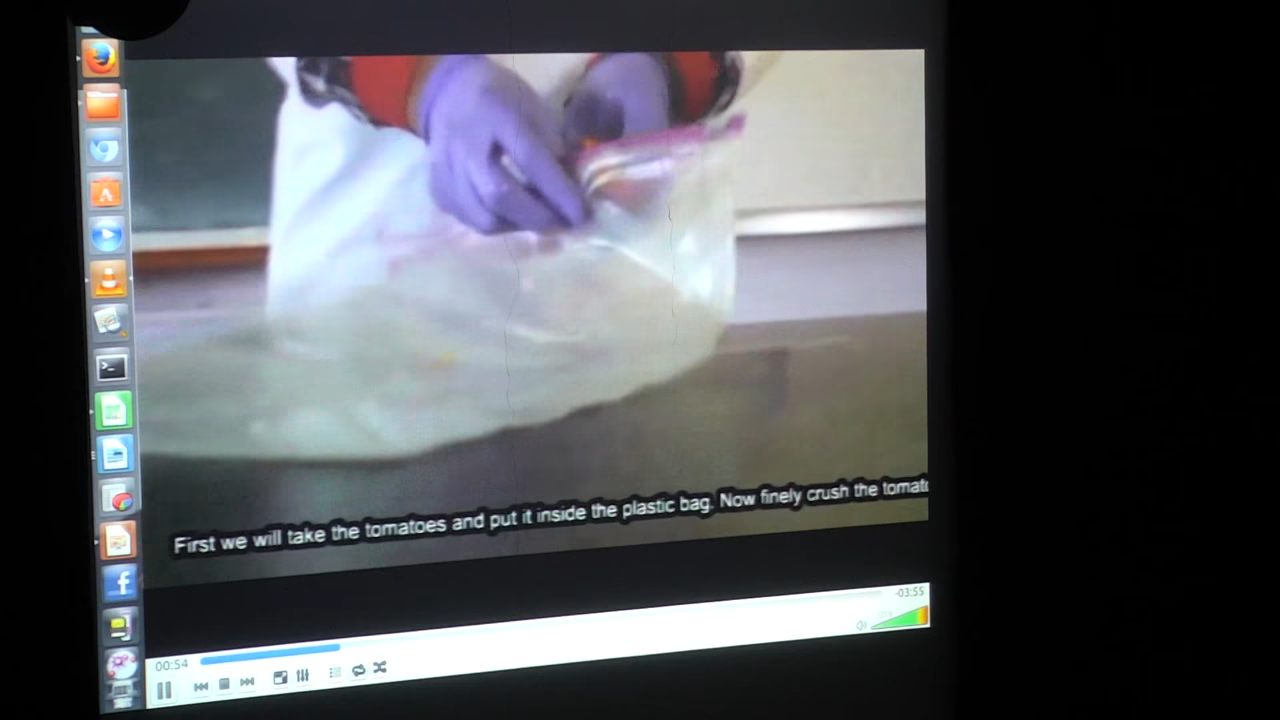 First we will take the tomatoes and put it inside the plastic bag. Now finely crush the tomat
-03:55
00:54